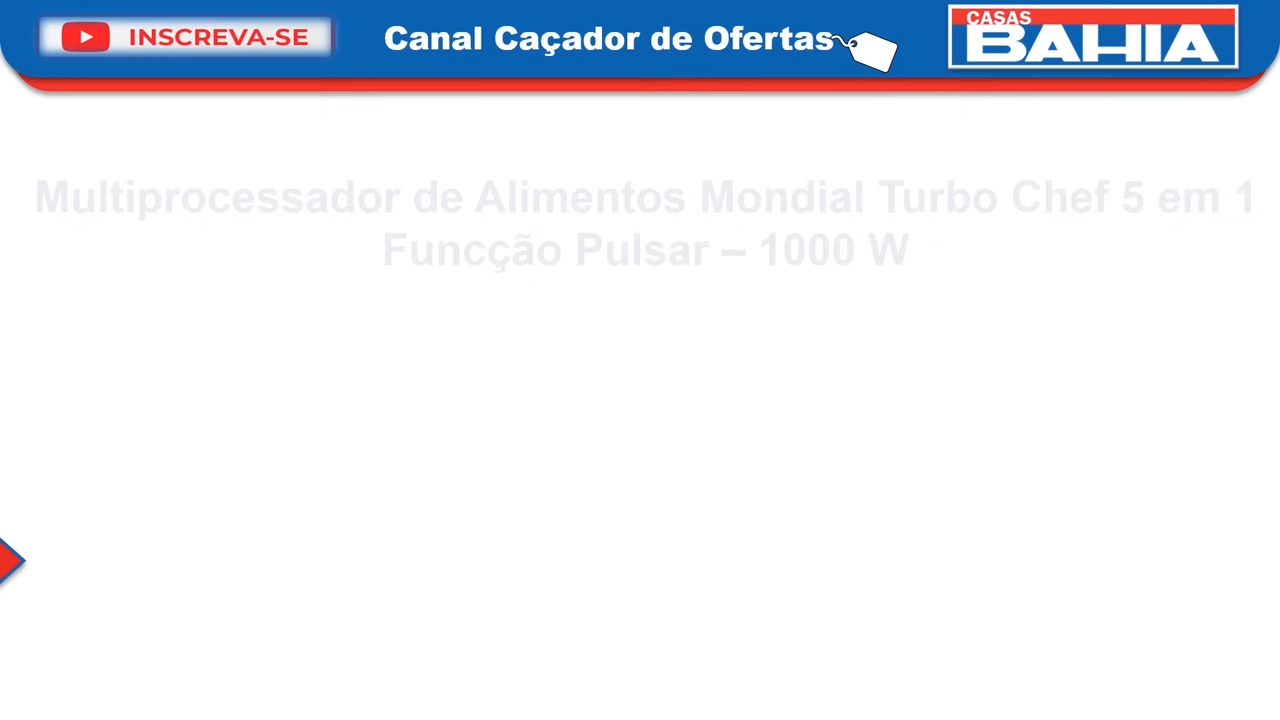 INSCREVA-SE
Canal Caçador de Ofertas
CASAS
BAHIA
Multiprocessador de Alimentos Mondial Turbo Chef 5 em 1
Funcção Pulsar – 1000 W